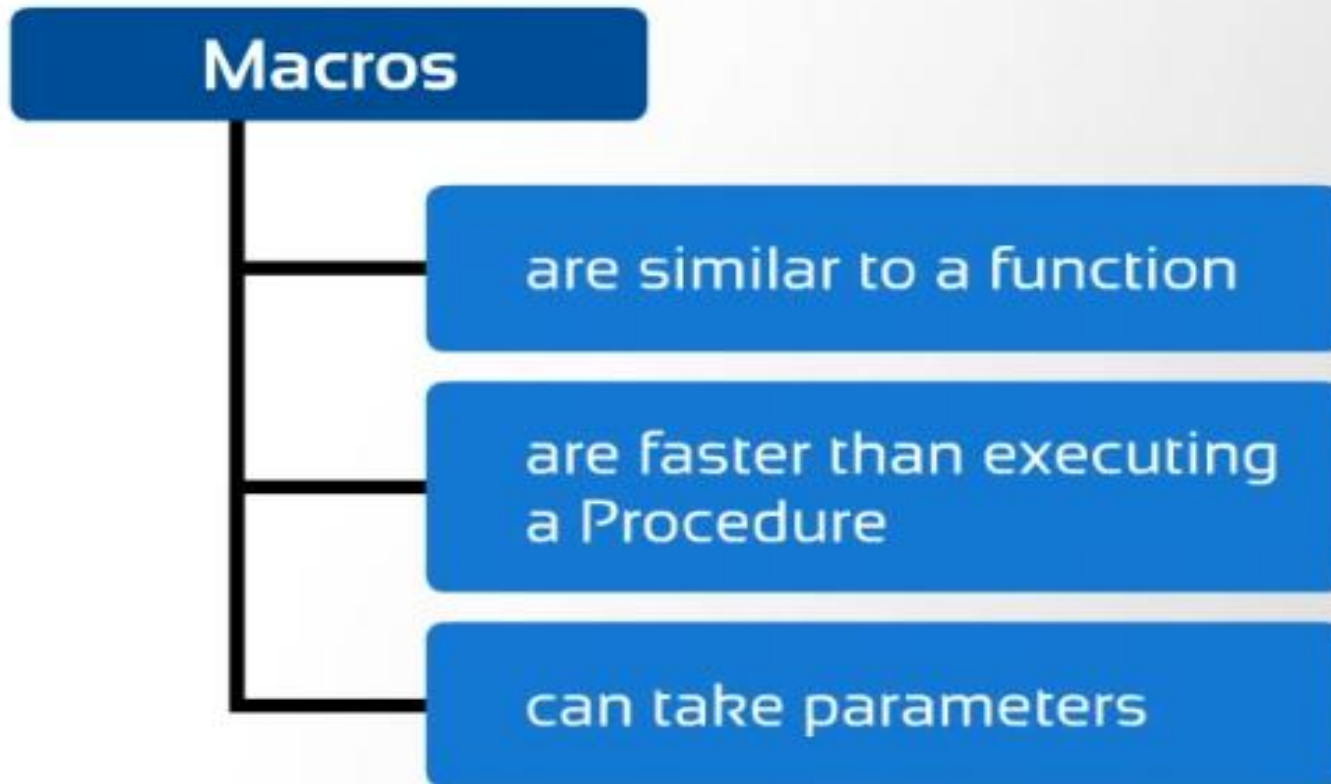 Macros
are similar to a function
are faster than executing
a Procedure
can take parameters